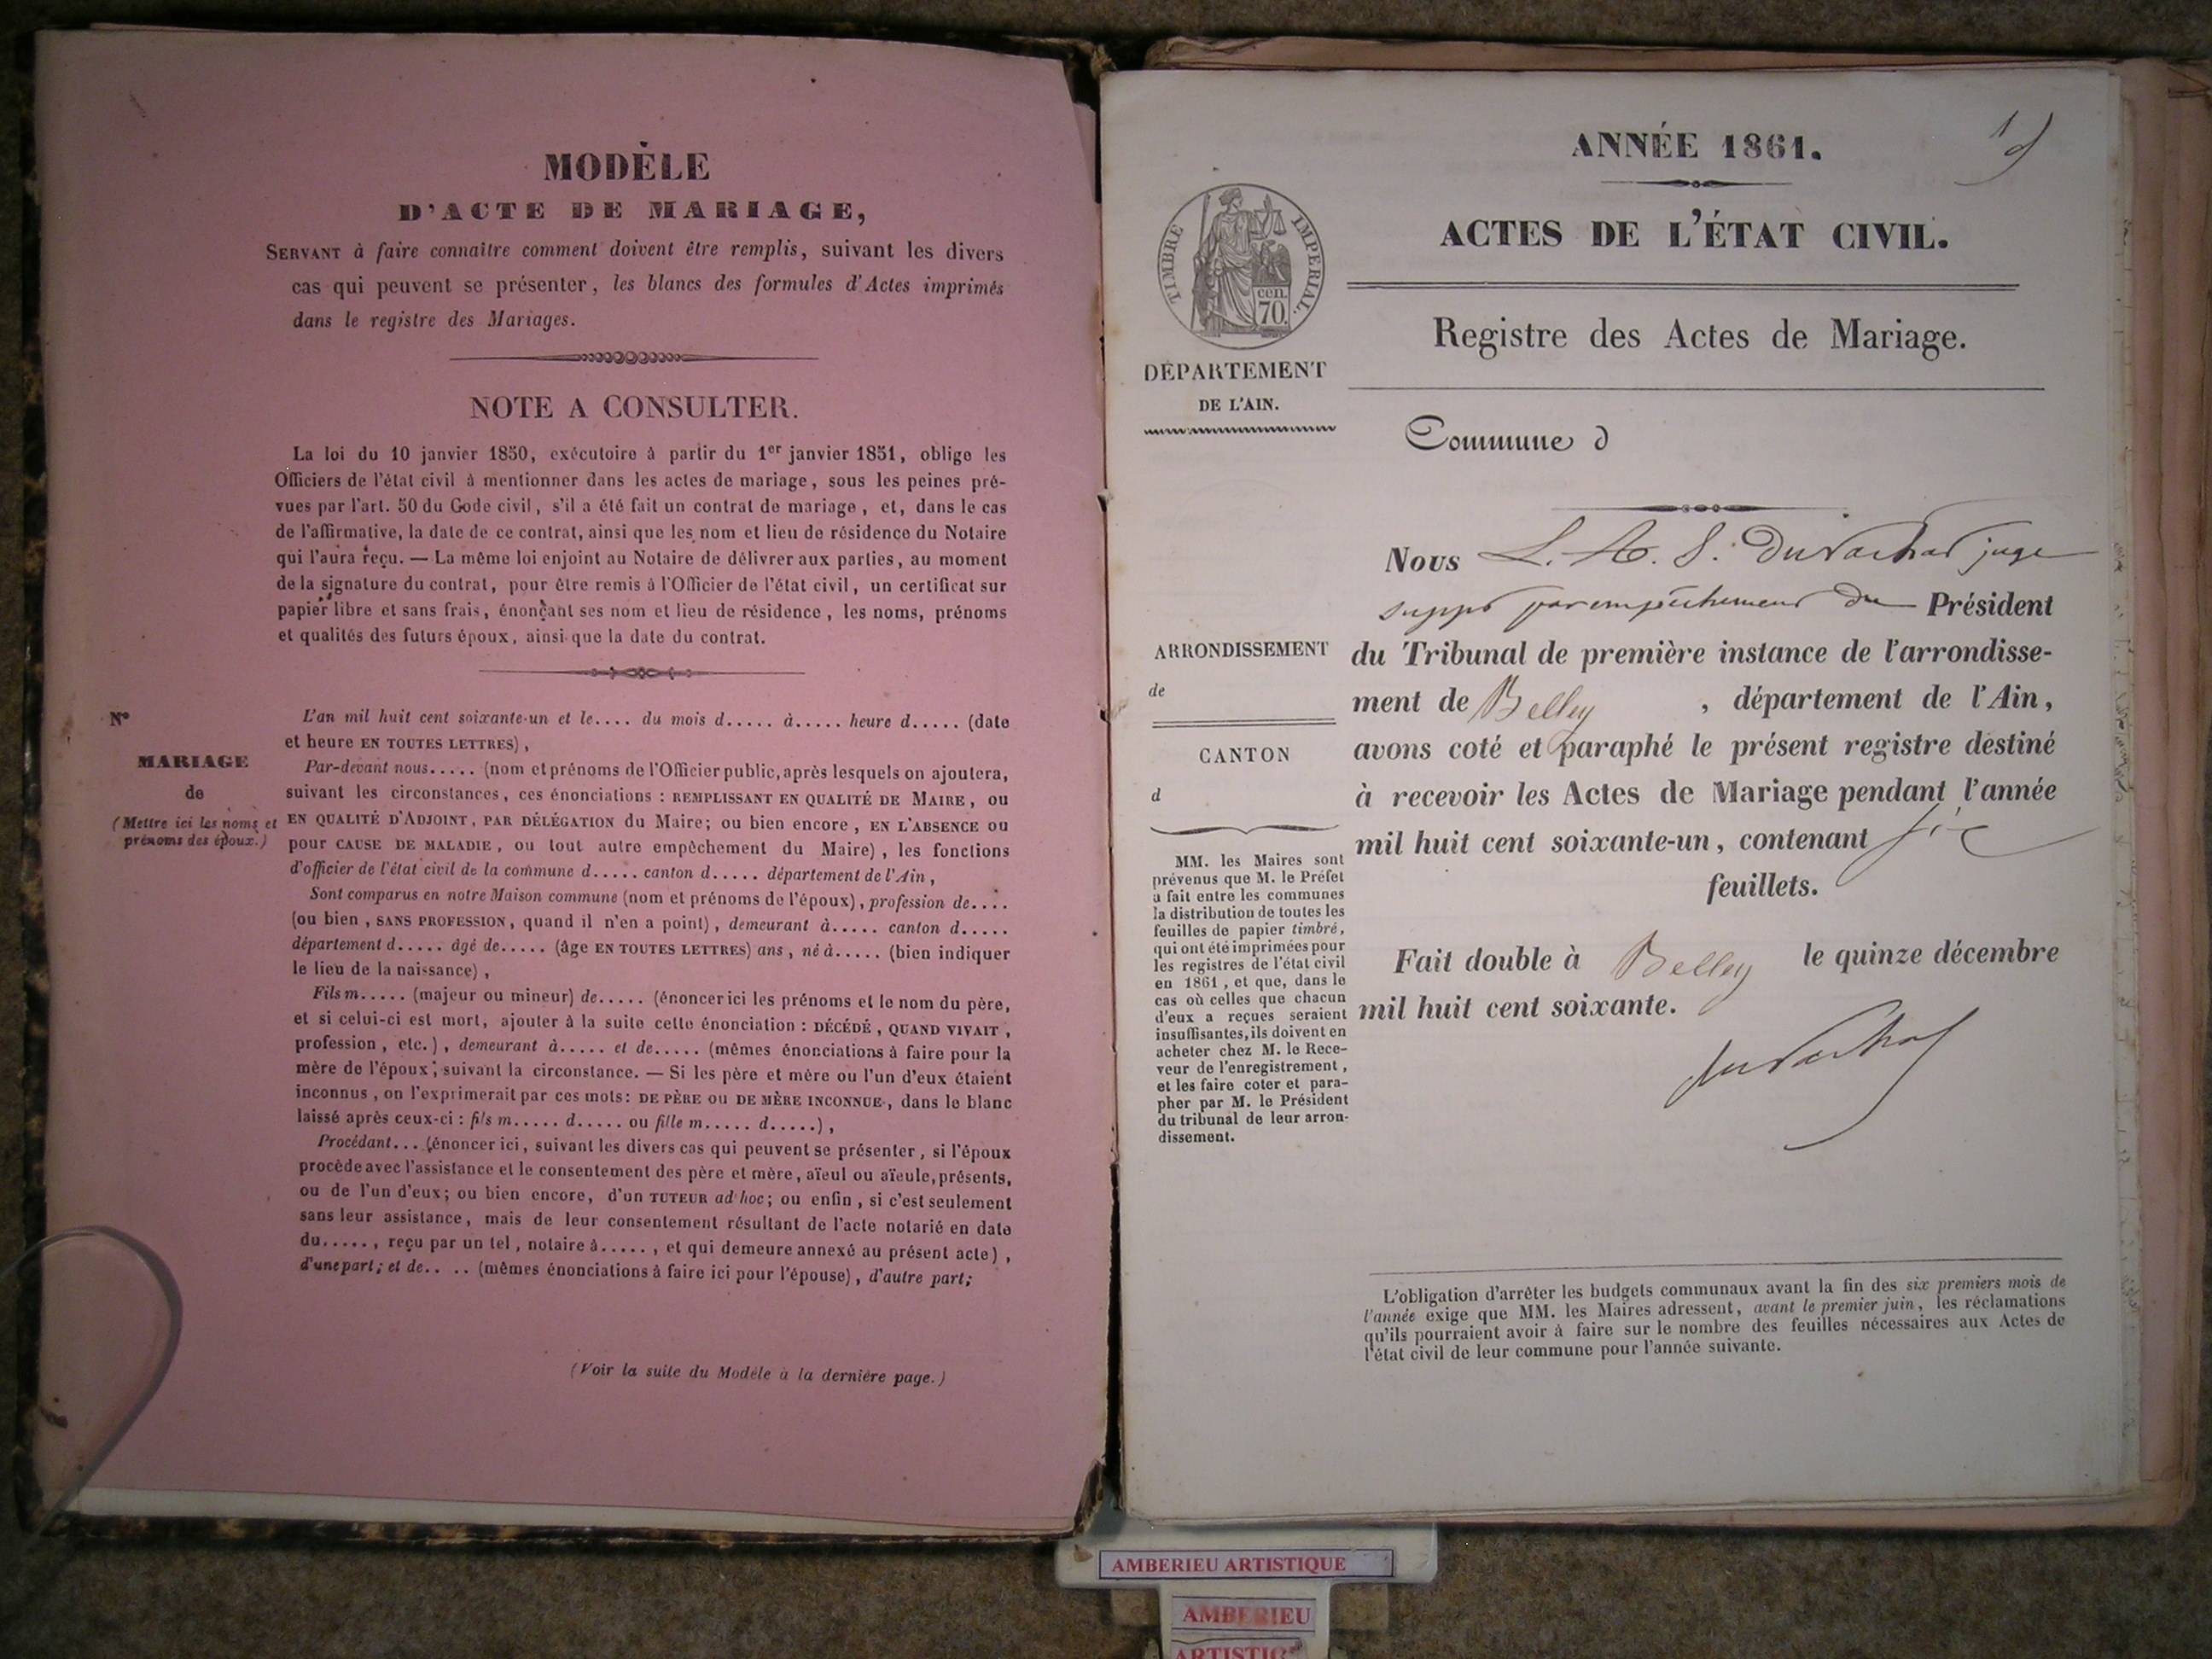 MODÈLE
D'ACTE DE MARIAGE,
SERVANT à faire connaître comment doivent être remplis, suivant les divers
cas qui peuvent se présenter, les blancs des formules d'Actes imprimés
dans le registre des Mariages.
NOTE A CONSULTER.
La loi du 10 janvier 1850, exécutoire à partir du 1er janvier 1851, oblige les
Officiers de l'état civil à mentionner dans les actes de mariage, sous les peines pré-
vues par l'art. 50 du Code civil, s'il a été fait un contrat de mariage, et, dans le cas
de l'affirmative, la date de ce contrat, ainsi que les nom et lieu de résidence du Notaire
qui l'aura reçu. — La même loi enjoint au Notaire de délivrer aux parties, au moment
de la signature du contrat, pour être remis à l'Officier de l'état civil, un certificat sur
papier libre et sans frais, énonçant ses nom et lieu de résidence, les noms, prénoms
et qualités des futurs époux, ainsi que la date du contrat.
N°
MARIAGE
de
(Mettre ici les noms et
prénoms des époux.)
L'an mil huit cent soixante-un et le.... du mois d..... à..... heure d..... (date
et heure EN TOUTES LETTRES),
Par-devant nous..... (nom et prénoms de l'Officier public, après lesquels on ajoutera,
suivant les circonstances, ces énonciations : REMPLISSANT EN QUALITÉ DE MAIRE, ou
EN QUALITÉ D'ADJOINT, PAR DÉLÉGATION du Maire; ou bien encore, EN L'ABSENCE ou
pour CAUSE DE MALADIE, ou tout autre empêchement du Maire), les fonctions
d'officier de l'état civil de la commune d..... canton d..... département de l'Ain,
Sont comparus en notre Maison commune (nom et prénoms de l'époux), profession de....
(ou bien, SANS PROFESSION, quand il n'en a point), demeurant à..... canton d.....
département d..... âgé de..... (âge EN TOUTES LETTRES) ans, né à..... (bien indiquer
le lieu de la naissance),
Fils m..... (majeur ou mineur) de..... (énoncer ici les prénoms et le nom du père,
et si celui-ci est mort, ajouter à la suite cette énonciation : DÉCÉDÉ, QUAND VIVAIT,
profession, etc.), demeurant à..... et de..... (mêmes énonciations à faire pour la
mère de l'époux, suivant la circonstance. — Si les père et mère ou l'un d'eux étaient
inconnus, on l'exprimerait par ces mots: DE PÈRE OU DE MÈRE INCONNUE, dans le blanc
laissé après ceux-ci : fils m..... d..... ou fille m..... d.....),
Procédant... (énoncer ici, suivant les divers cas qui peuvent se présenter, si l'époux
procède avec l'assistance et le consentement des père et mère, aïeul ou aïeule, présents,
ou de l'un d'eux; ou bien encore, d'un TUTEUR ad hoc; ou enfin, si c'est seulement
sans leur assistance, mais de leur consentement résultant de l'acte notarié en date
du....., reçu par un tel, notaire à....., et qui demeure annexé au présent acte),
d'une part; et de.. .. (mêmes énonciations à faire ici pour l'épouse), d'autre part;
(Voir la suite du Modèle à la dernière page.)
ANNÉE 1861.
ACTES DE L'ÉTAT CIVIL.
Registre des Actes de Mariage.
Commune d
TIMBRE IMPÉRIAL.
cen.
70.
DÉPARTEMENT
DE L'AIN.
ARRONDISSEMENT
de
CANTON
d
MM. les Maires sont
prévenus que M. le Préfet
a fait entre les communes
la distribution de toutes les
feuilles de papier timbré,
qui ont été imprimées pour
les registres de l'état civil
en 1861, et que, dans le
cas où celles que chacun
d'eux a reçues seraient
insuffisantes, ils doivent en
acheter chez M. le Rece-
veur de l'enregistrement,
et les faire coter et para-
pher par M. le Président
du tribunal de leur arron-
dissement.
Nous L. A. S. Duvachat juge
supp par empêchement du Président
du Tribunal de première instance de l'arrondisse-
ment de Belley , département de l'Ain,
avons coté et paraphé le présent registre destiné
à recevoir les Actes de Mariage pendant l'année
mil huit cent soixante-un, contenant six
feuillets.
Fait double à Belley le quinze décembre
mil huit cent soixante.
Duvachat
L'obligation d'arrêter les budgets communaux avant la fin des six premiers mois de
l'année exige que MM. les Maires adressent, avant le premier juin, les réclamations
qu'ils pourraient avoir à faire sur le nombre des feuilles nécessaires aux Actes de
l'état civil de leur commune pour l'année suivante.
AMBERIEU ARTISTIQUE
AMBERIEU